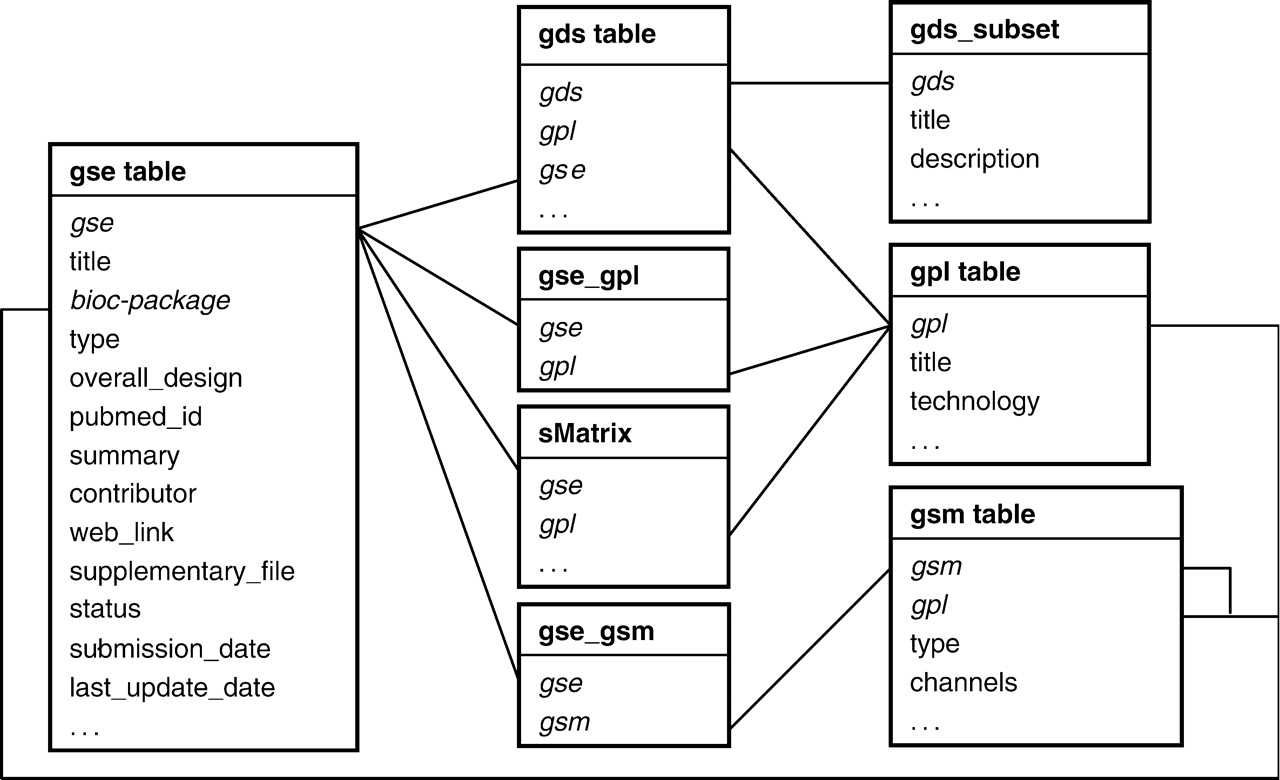 gse table
gse
title
bioc-package
type
overall_design
pubmed_id
summary
contributor
web_link
supplementary_file
status
submission_date
last_update_date
...
gds table
gds
gpl
gse
...
gse_gpl
gse
gpl
sMatrix
gse
gpl
...
gse_gsm
gse
gsm
gds_subset
gds
title
description
...
gpl table
gpl
title
technology
...
gsm table
gsm
gpl
type
channels
...